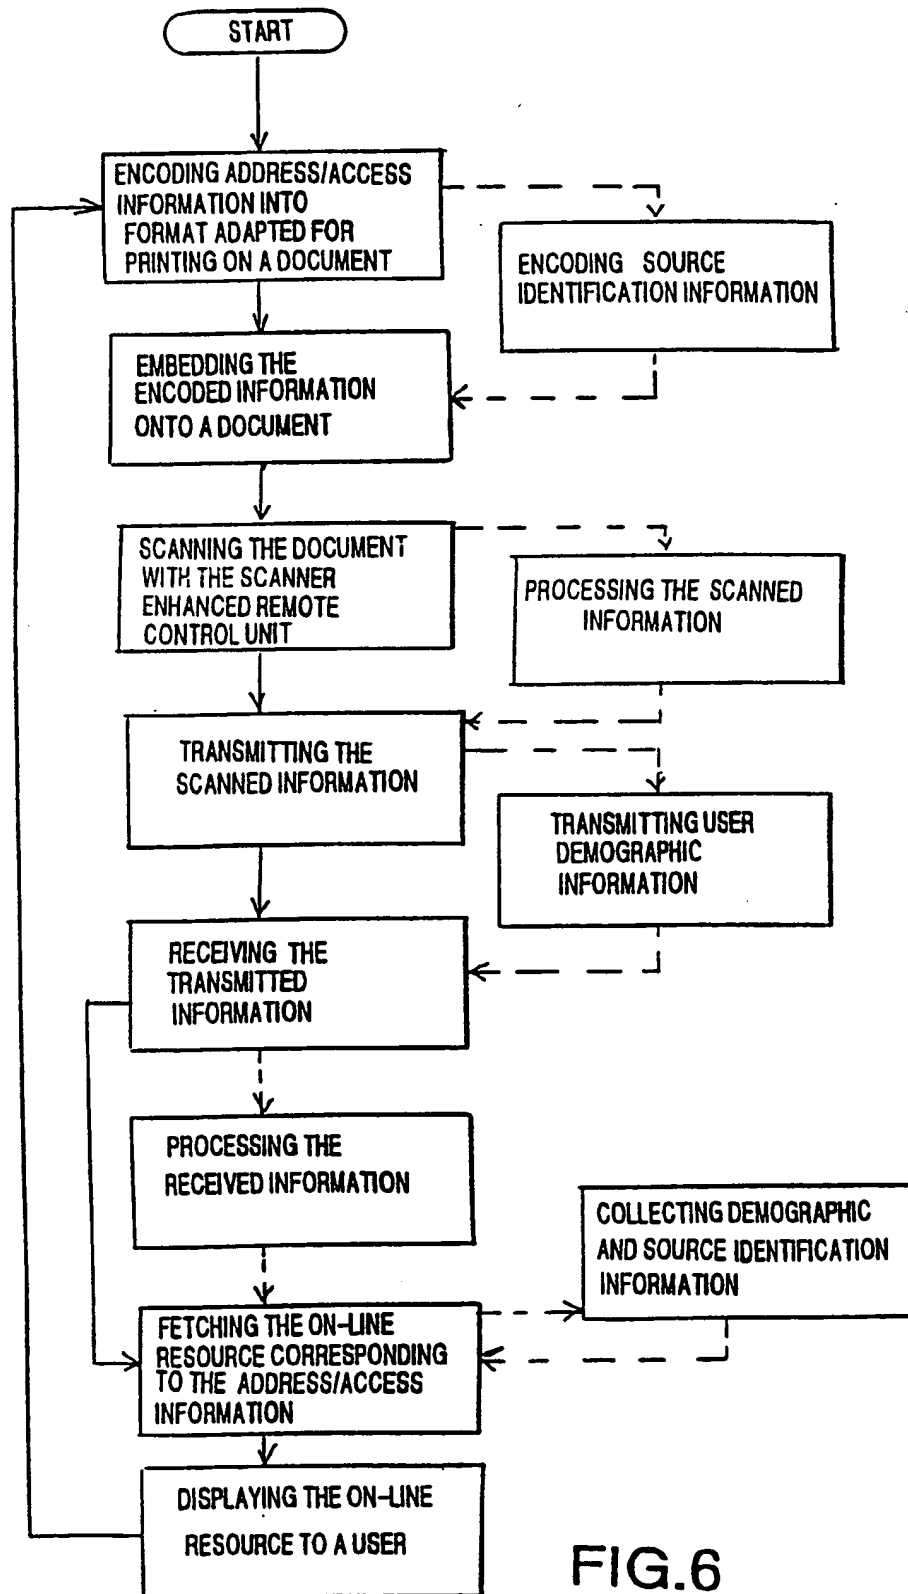 START
ENCODING ADDRESS/ACCESS
INFORMATION INTO
FORMAT ADAPTED FOR
PRINTING ON A DOCUMENT
ENCODING SOURCE
IDENTIFICATION INFORMATION
EMBEDDING THE
ENCODED INFORMATION
ONTO A DOCUMENT
SCANNING THE DOCUMENT
WITH THE SCANNER
ENHANCED REMOTE
CONTROL UNIT
PROCESSING THE SCANNED
INFORMATION
TRANSMITTING THE
SCANNED INFORMATION
TRANSMITTING USER
DEMOGRAPHIC
INFORMATION
RECEIVING THE
TRANSMITTED
INFORMATION
PROCESSING THE
RECEIVED INFORMATION
COLLECTING DEMOGRAPHIC
AND SOURCE IDENTIFICATION
INFORMATION
FETCHING THE ON-LINE
RESOURCE CORRESPONDING
TO THE ADDRESS/ACCESS
INFORMATION
DISPLAYING THE ON-LINE
RESOURCE TO A USER
FIG.6